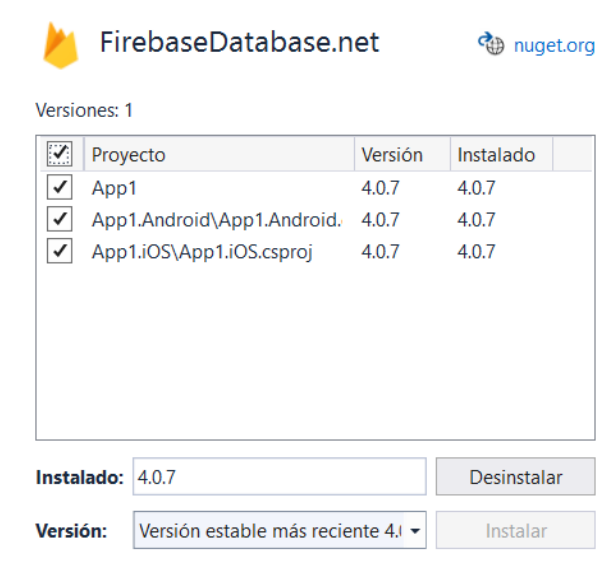 FirebaseDatabase.net nuget.org
Versiones: 1
Proyecto Versión Instalado
App1 4.0.7 4.0.7
App1.Android\App1.Android. 4.0.7 4.0.7
App1.iOS\App1.iOS.csproj 4.0.7 4.0.7
Instalado: 4.0.7 Desinstalar
Versión: Versión estable más reciente 4. Instalar